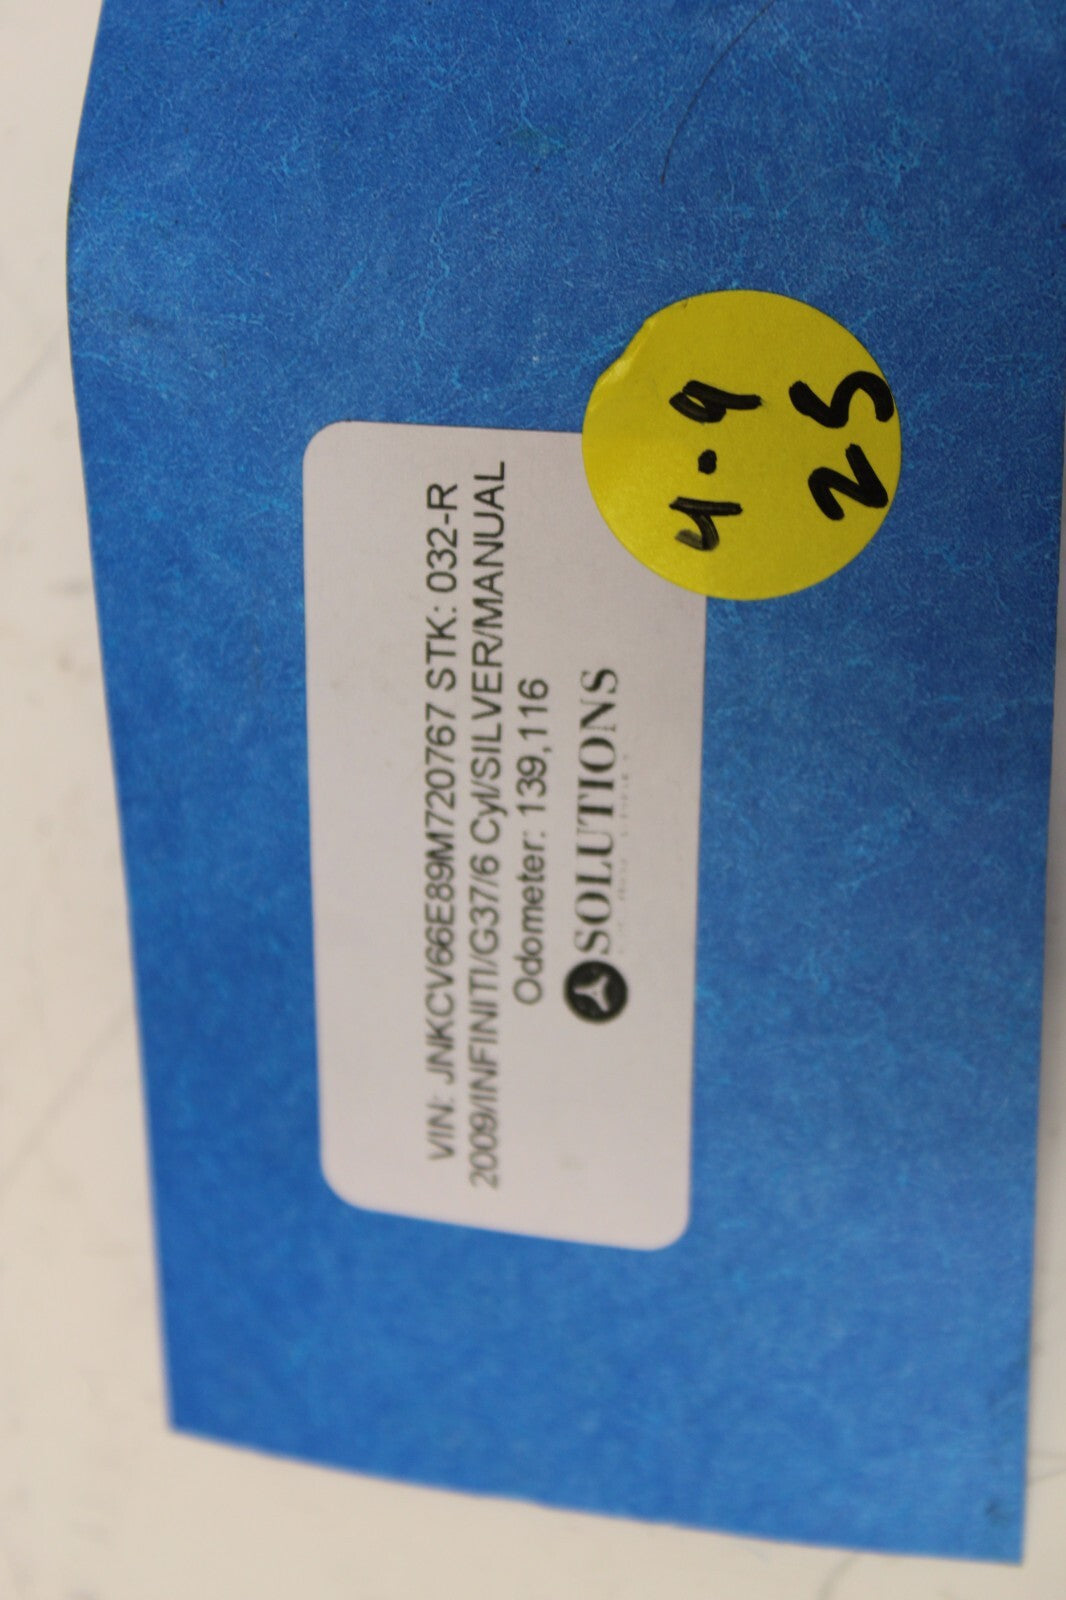 VIN: JNKCV66E89M720767 STK: 032-R
2009/INFINITI/G37/6 Cyl/SILVER/MANUAL
Odometer: 139,116
SOLUTIONS
4.9
25